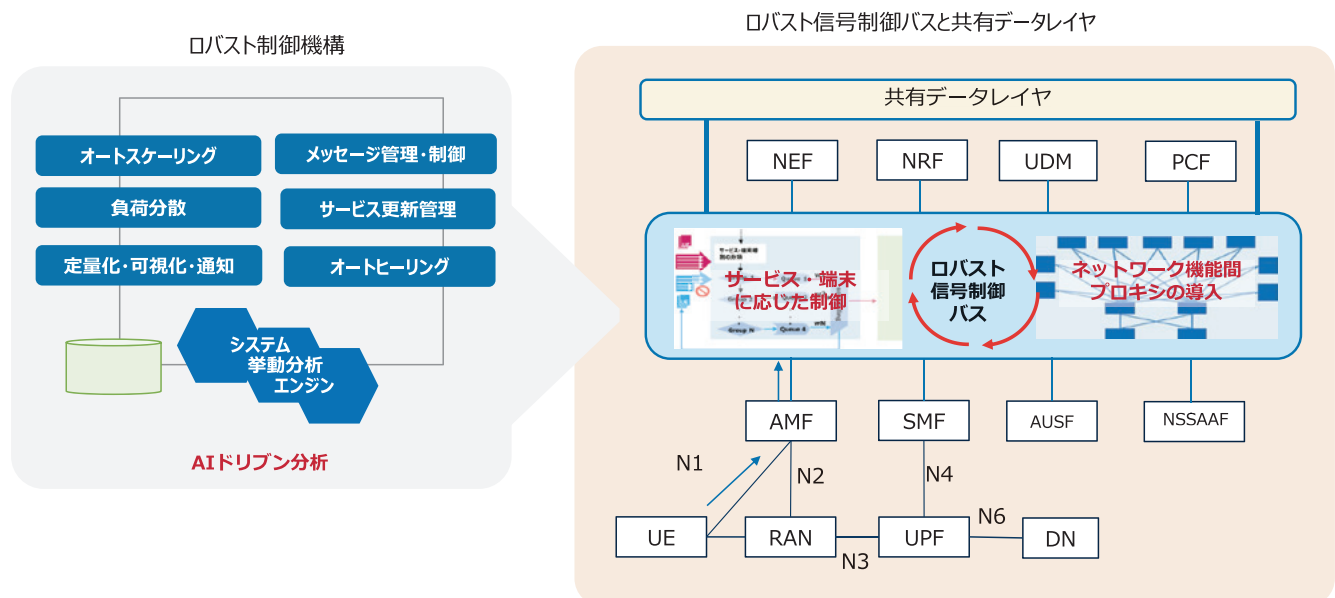 ロバスト信号制御バスと共有データレイヤ
ロバスト制御機構
オートスケーリング
メッセージ管理・制御
負荷分散
サービス更新管理
定量化・可視化・通知
オートヒーリング
システム
挙動分析
エンジン
AIドリブン分析
共有データレイヤ
NEF
NRF
UDM
PCF
サービス・端末
に応じた制御
ロバスト
信号制御
バス
ネットワーク機能間
プロキシの導入
AMF
SMF
AUSF
NSSAAF
N1
N2
N4
UE
RAN
UPF
N6
DN
N3